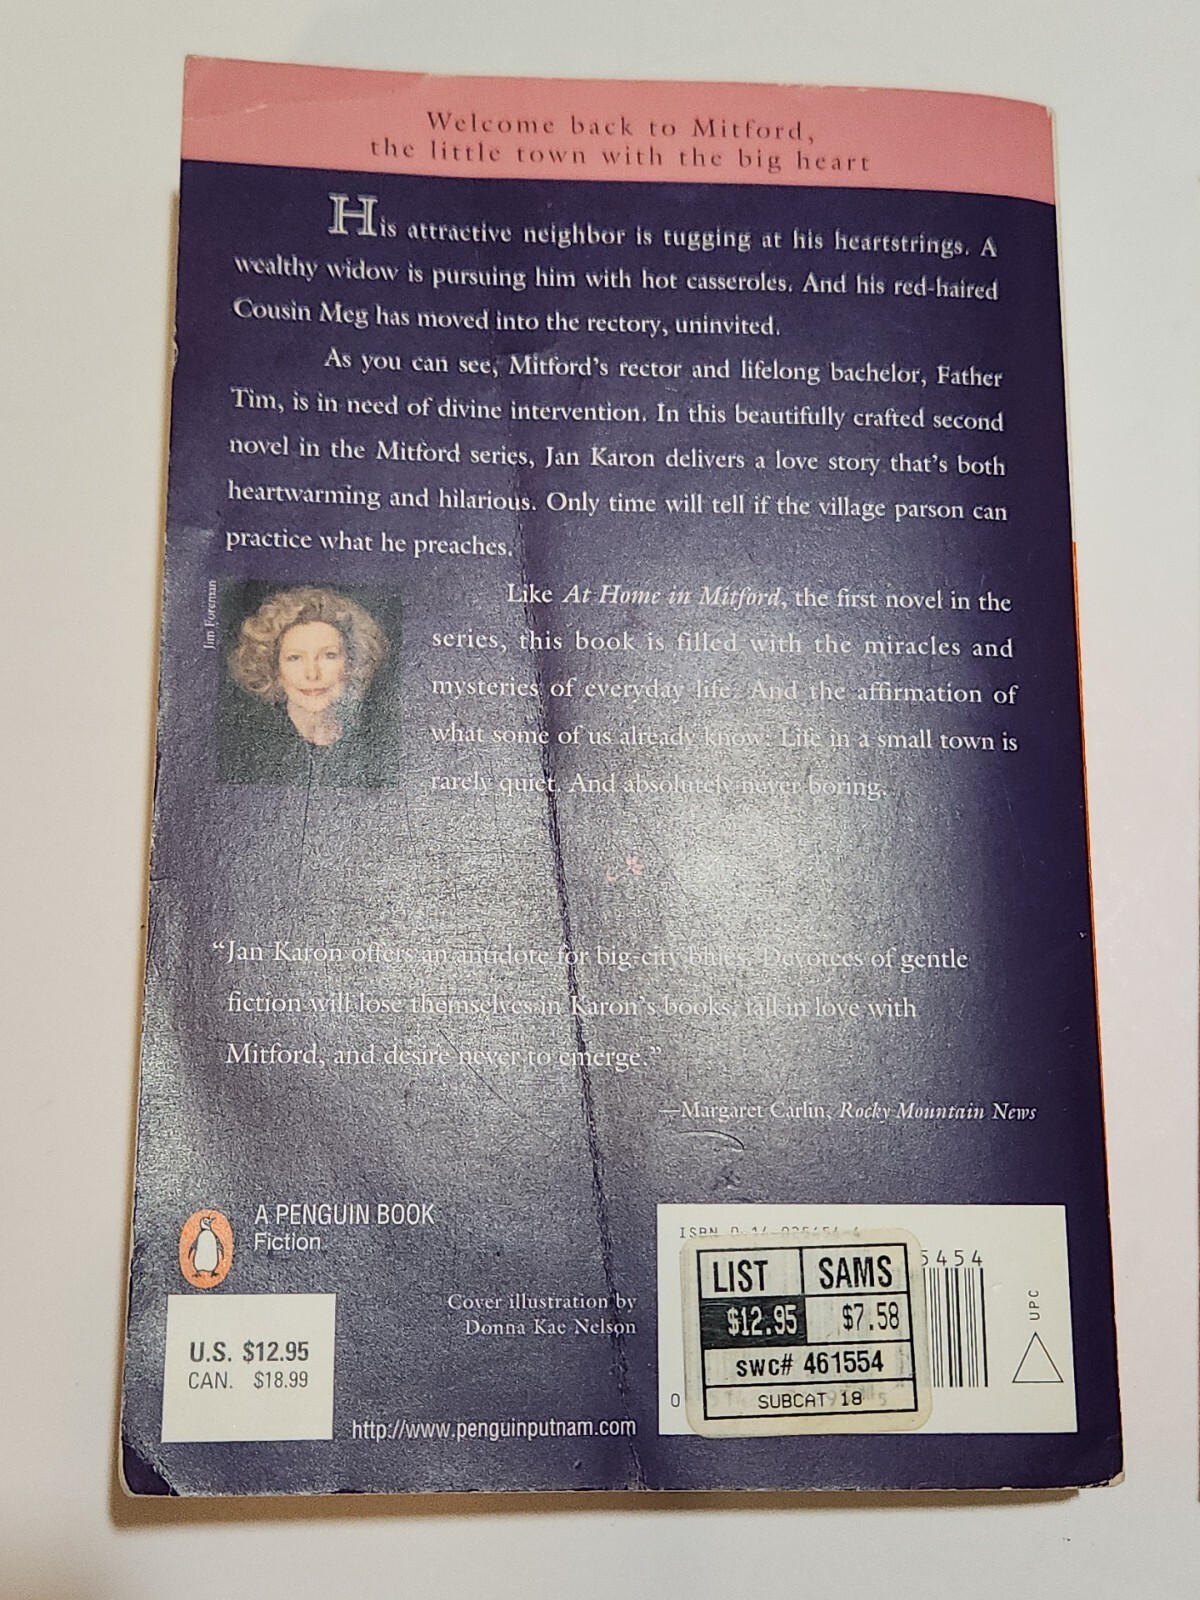 Welcome back to Mitford,
the little town with the big heart
His attractive neighbor is tugging at his heartstrings. A
wealthy widow is pursuing him with hot casseroles. And his red-haired
Cousin Meg has moved into the rectory, uninvited.
As you can see, Mitford's rector and lifelong bachelor, Father
Tim, is in need of divine intervention. In this beautifully crafted second
novel in the Mitford series, Jan Karon delivers a love story that's both
heartwarming and hilarious. Only time will tell if the village parson can
practice what he preaches.
Jim Foreman
Like At Home in Mitford, the first novel in the
series, this book is filled with the miracles and
mysteries of everyday life. And the affirmation of
what some of us already know: Life in a small town is
rarely quiet. And absolutely never boring.
“Jan Karon offers an antidote for big-city blues. Devotees of gentle
fiction will lose themselves in Karon's books, fall in love with
Mitford, and desire never to emerge.”
—Margaret Carlin, Rocky Mountain News
A PENGUIN BOOK
Fiction
Cover illustration by
Donna Kae Nelson
U.S. $12.95
CAN. $18.99
http://www.penguinputnam.com
ISBN
5454
LIST SAMS
$12.95 $7.58
swc# 461554
SUBCAT 18
0
5
UPC